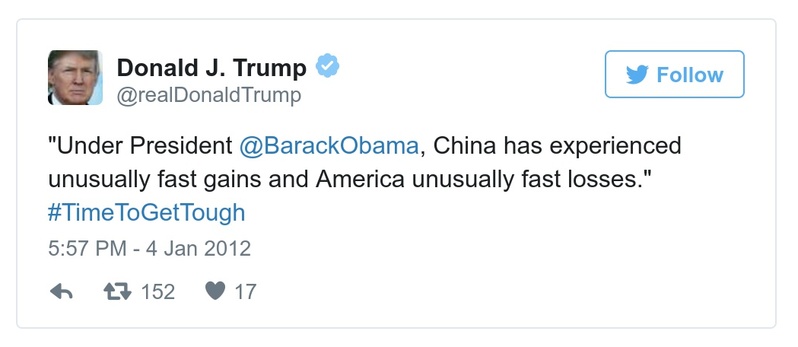 Donald J. Trump
@realDonaldTrump
Follow
"Under President @BarackObama, China has experienced
unusually fast gains and America unusually fast losses."
#TimeToGetTough
5:57 PM - 4 Jan 2012
152 17